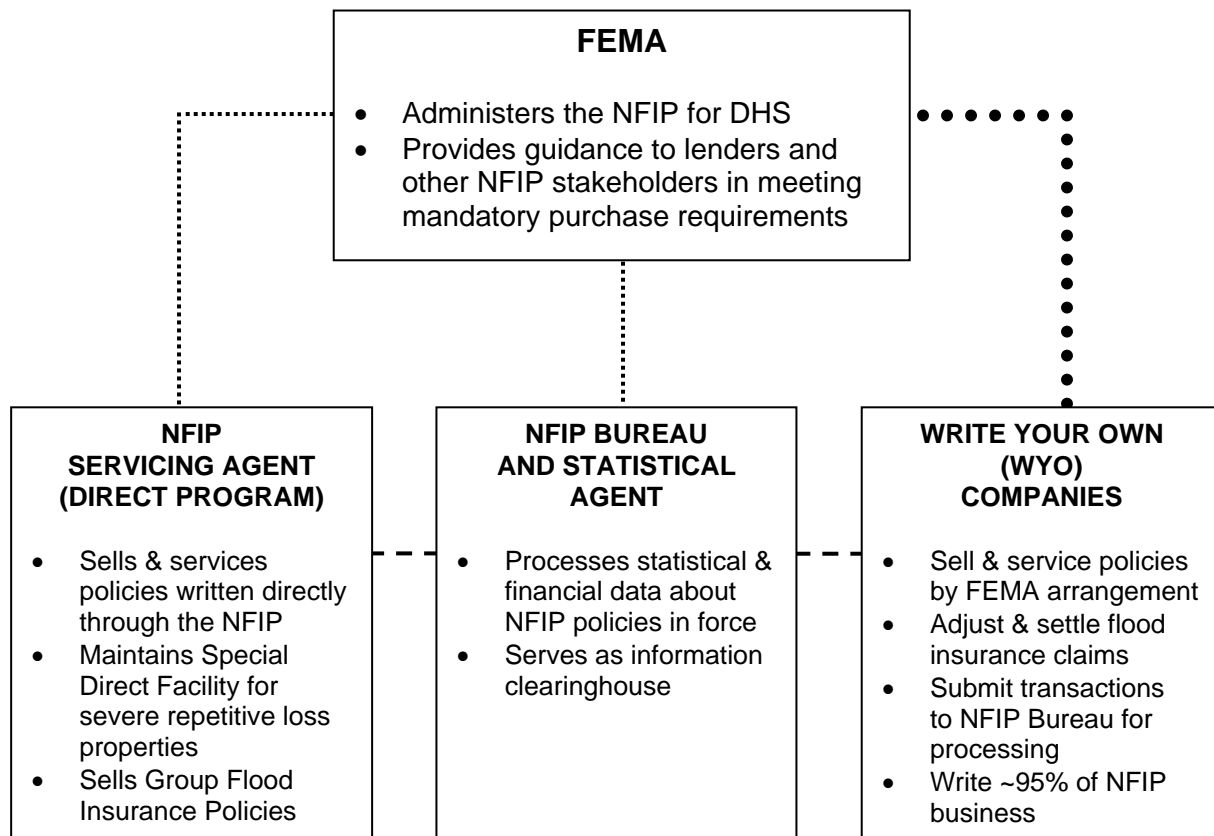 FEMA
• Administers the NFIP for DHS
• Provides guidance to lenders and
other NFIP stakeholders in meeting
mandatory purchase requirements
NFIP
SERVICING AGENT
(DIRECT PROGRAM)
• Sells & services
policies written directly
through the NFIP
• Maintains Special
Direct Facility for
severe repetitive loss
properties
• Sells Group Flood
Insurance Policies
NFIP BUREAU
AND STATISTICAL
AGENT
• Processes statistical &
financial data about
NFIP policies in force
• Serves as information
clearinghouse
WRITE YOUR OWN
(WYO)
COMPANIES
• Sell & service policies
by FEMA arrangement
• Adjust & settle flood
insurance claims
• Submit transactions
to NFIP Bureau for
processing
• Write ~95% of NFIP
business